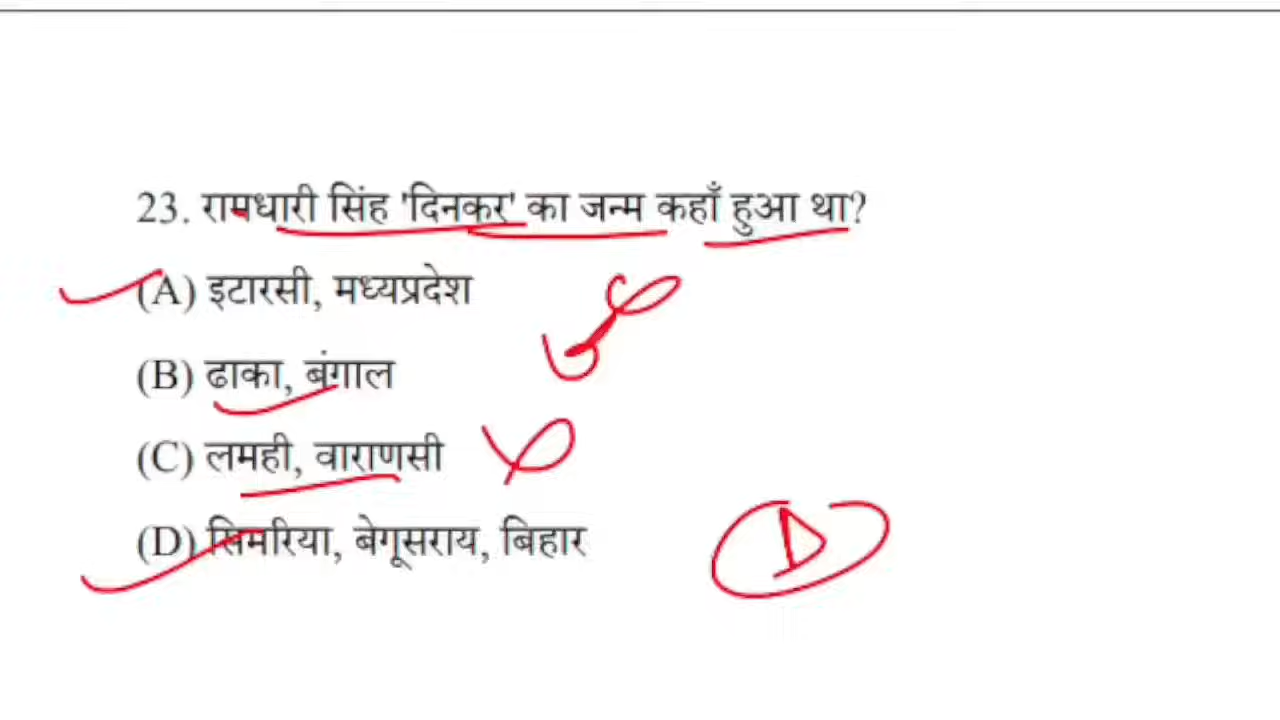 23. रामधारी सिंह 'दिनकर' का जन्म कहाँ हुआ था?
(A) इटारसी, मध्यप्रदेश
(B) ढाका, बंगाल
(C) लमही, वाराणसी
(D) सिमरिया, बेगूसराय, बिहार
D